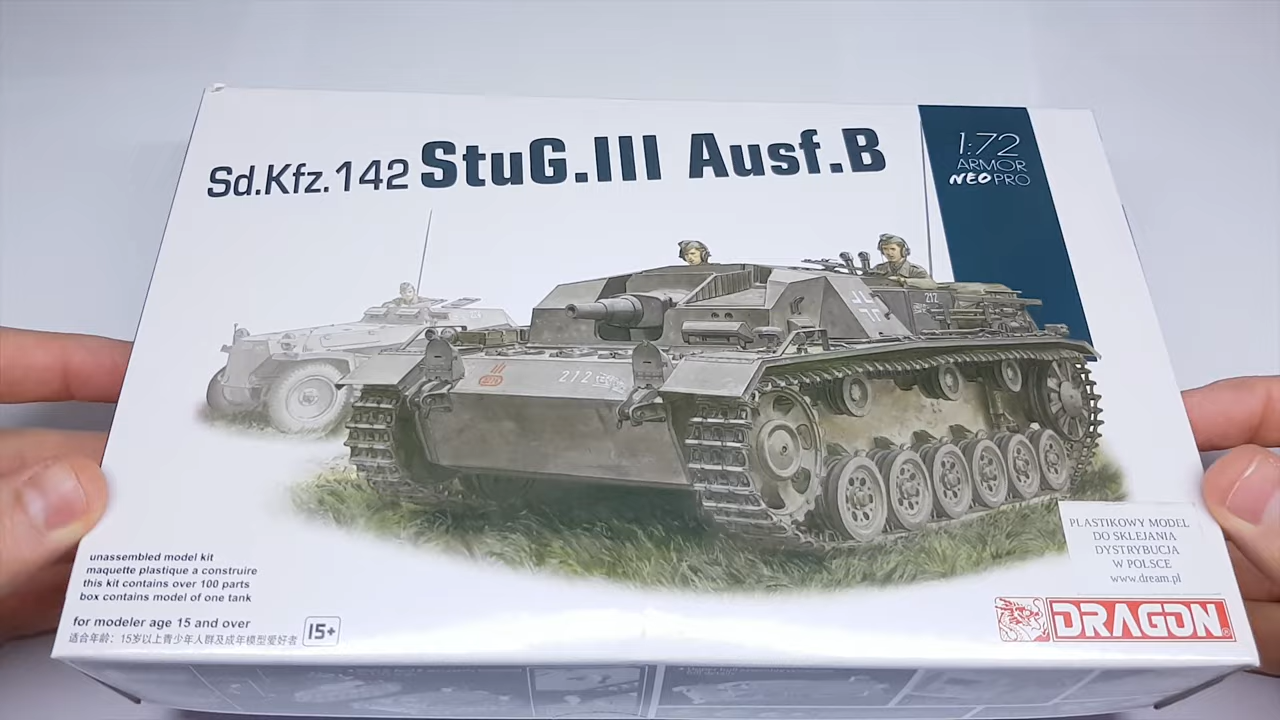 Sd.Kfz.142 StuG.III Ausf.B
1:72
ARMOR
NEO PRO
212
212
unassembled model kit
maquette plastique a construire
this kit contains over 100 parts
box contains model of one tank
for modeler age 15 and over
适合年龄：15岁以上青少年人群及成年模型爱好者
15+
PLASTIKOWY MODEL
DO SKLEJANIA
DYSTRYBUCJA
W POLSCE
www.dream.pl
DRAGON